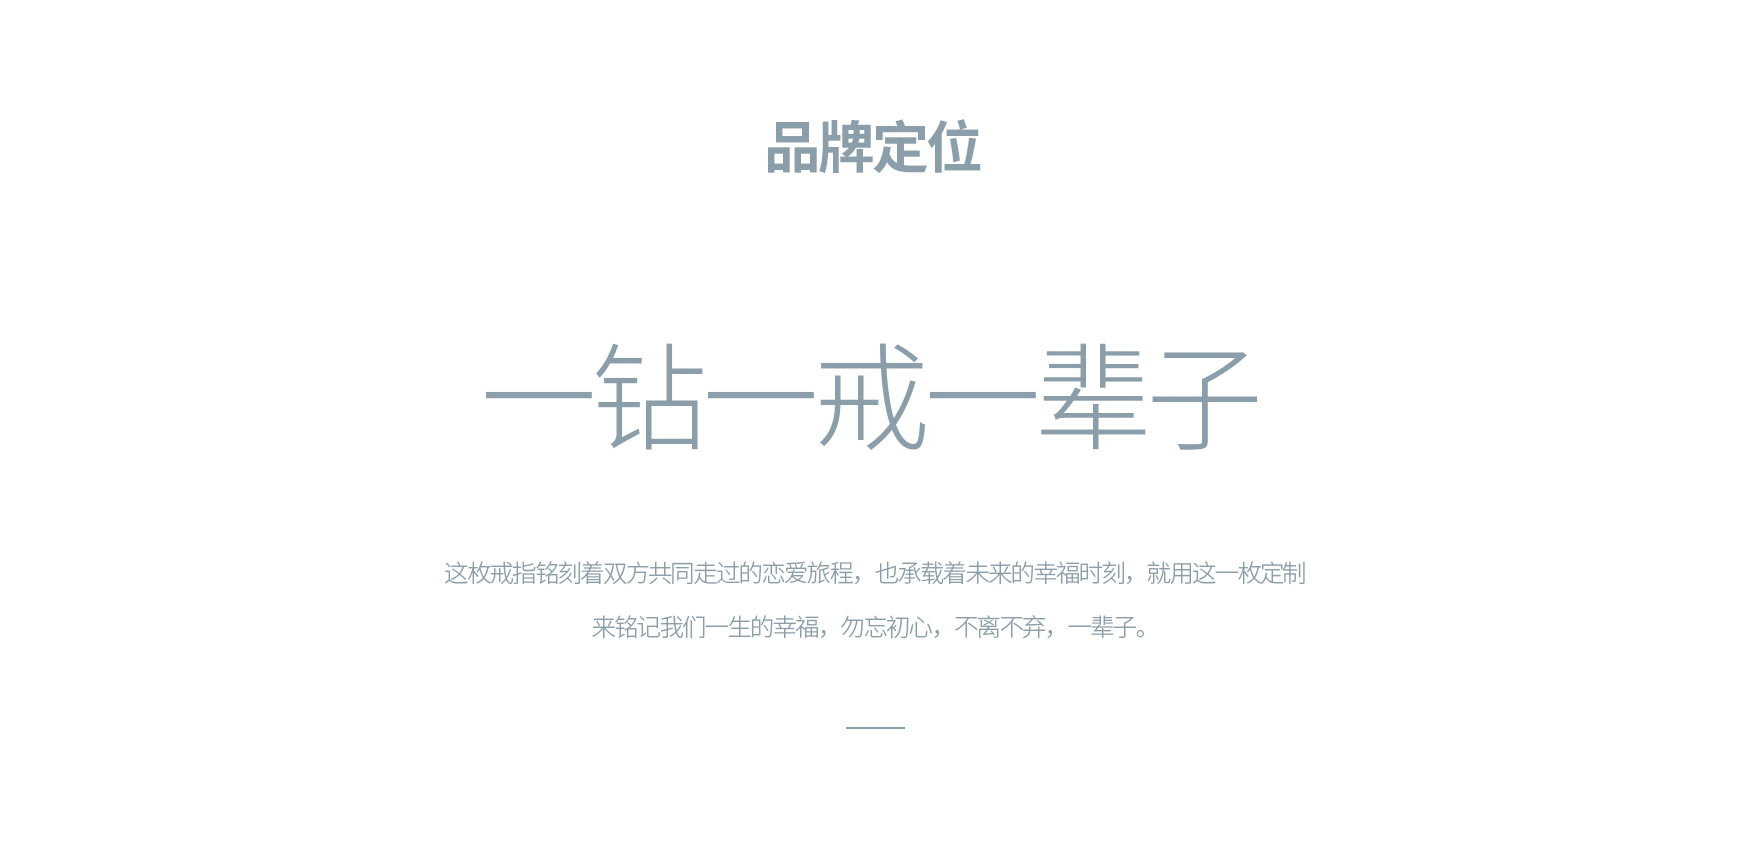 品牌定位
一钻一戒一辈子
这枚戒指铭刻着双方共同走过的恋爱旅程，也承载着未来的幸福时刻，就用这一枚定制
来铭记我们一生的幸福，勿忘初心，不离不弃，一辈子。